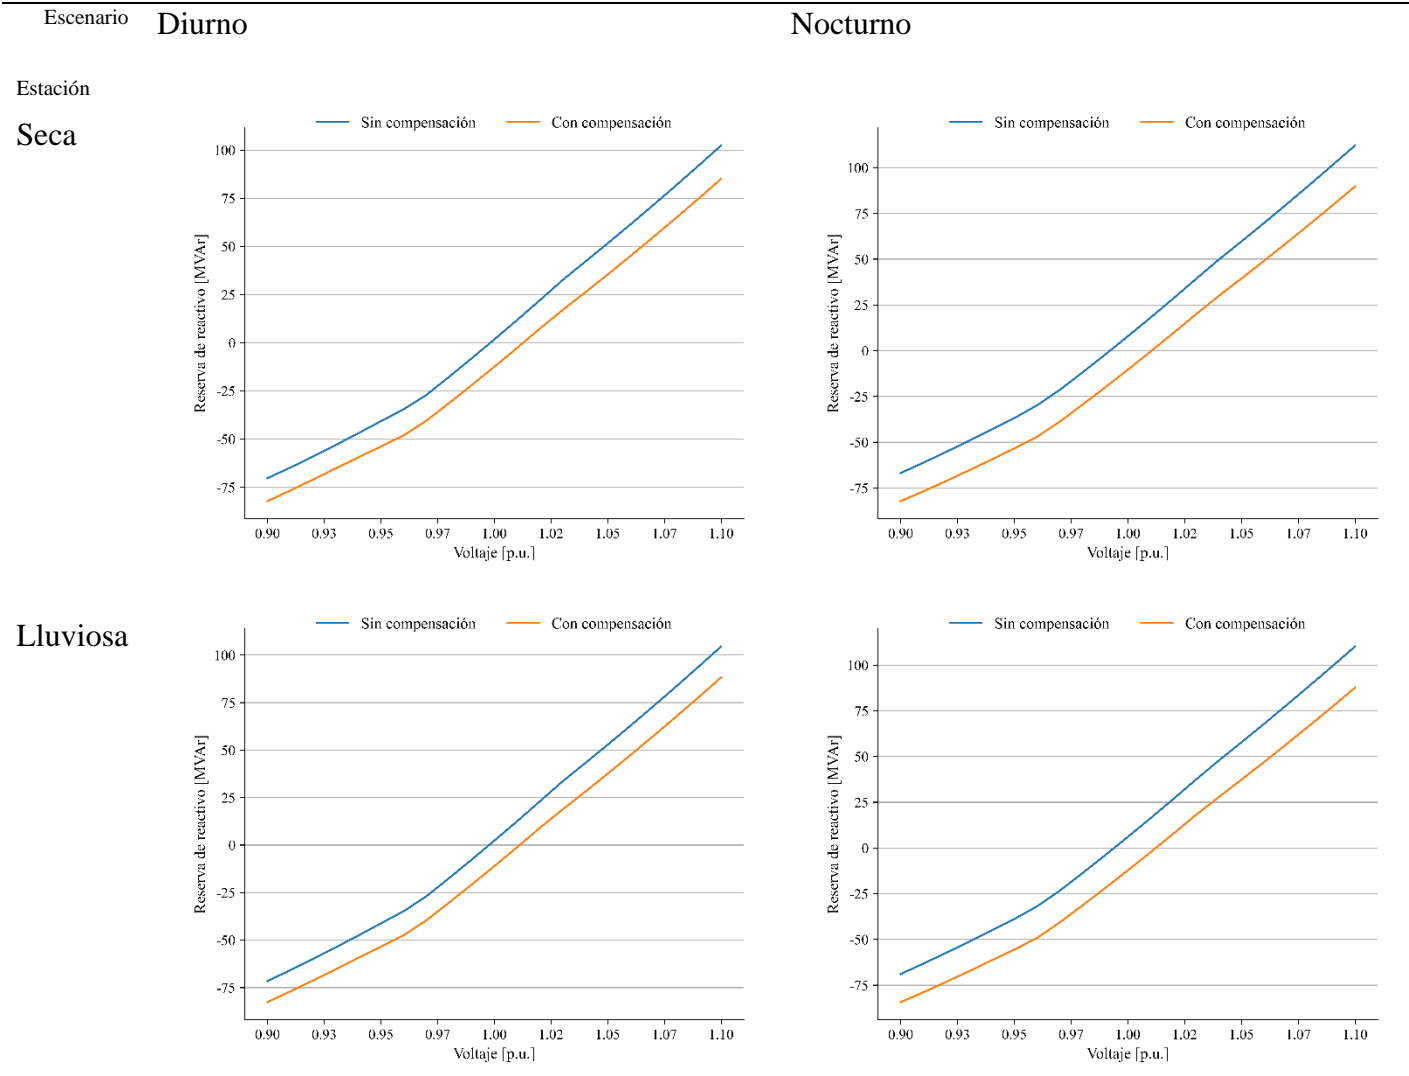 Escenario Diurno Nocturno
Estación
Seca
Sin compensación Con compensación
100
75
50
25
0
-25
-50
-75
Reserva de reactivo [MVAr]
0.90 0.93 0.95 0.97 1.00 1.02 1.05 1.07 1.10
Voltaje [p.u.]
Sin compensación Con compensación
100
75
50
25
0
-25
-50
-75
Reserva de reactivo [MVAr]
0.90 0.93 0.95 0.97 1.00 1.02 1.05 1.07 1.10
Voltaje [p.u.]
Lluviosa
Sin compensación Con compensación
100
75
50
25
0
-25
-50
-75
Reserva de reactivo [MVAr]
0.90 0.93 0.95 0.97 1.00 1.02 1.05 1.07 1.10
Voltaje [p.u.]
Sin compensación Con compensación
100
75
50
25
0
-25
-50
-75
Reserva de reactivo [MVAr]
0.90 0.93 0.95 0.97 1.00 1.02 1.05 1.07 1.10
Voltaje [p.u.]